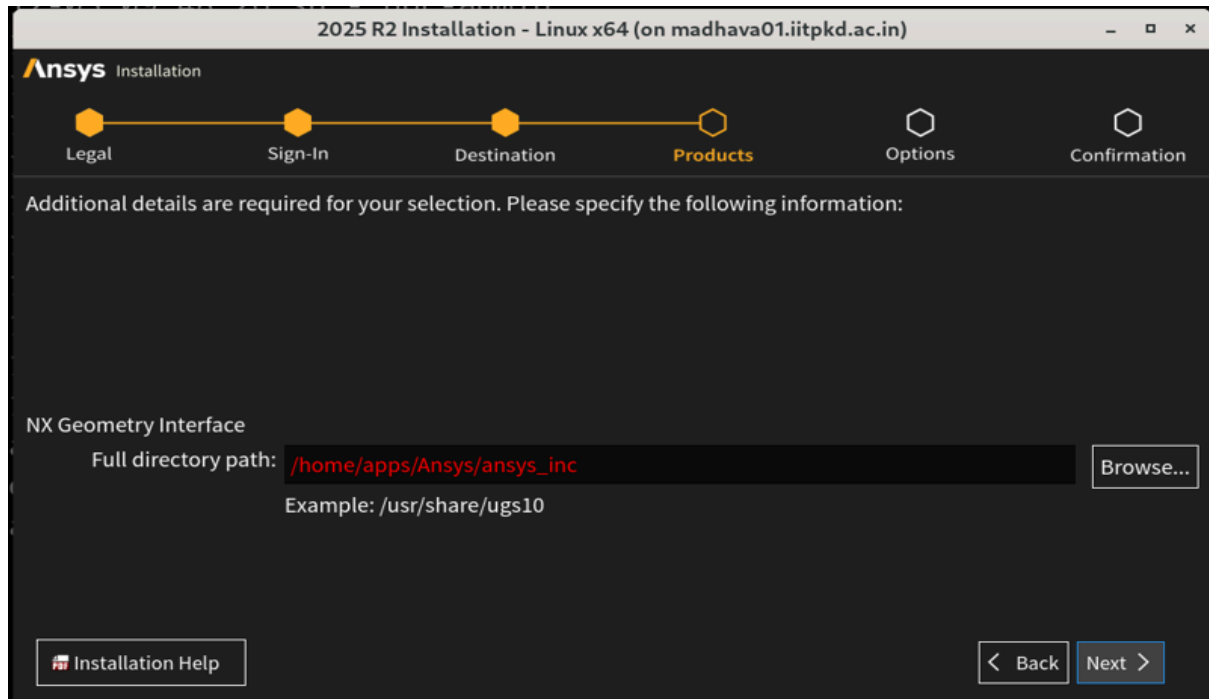 2025 R2 Installation - Linux x64 (on madhava01.iitpkd.ac.in)
Ansys Installation
Legal Sign-In Destination Products Options Confirmation
Additional details are required for your selection. Please specify the following information:
NX Geometry Interface
Full directory path: /home/apps/Ansys/ansys_inc Browse...
Example: /usr/share/ugs10
Installation Help < Back Next >